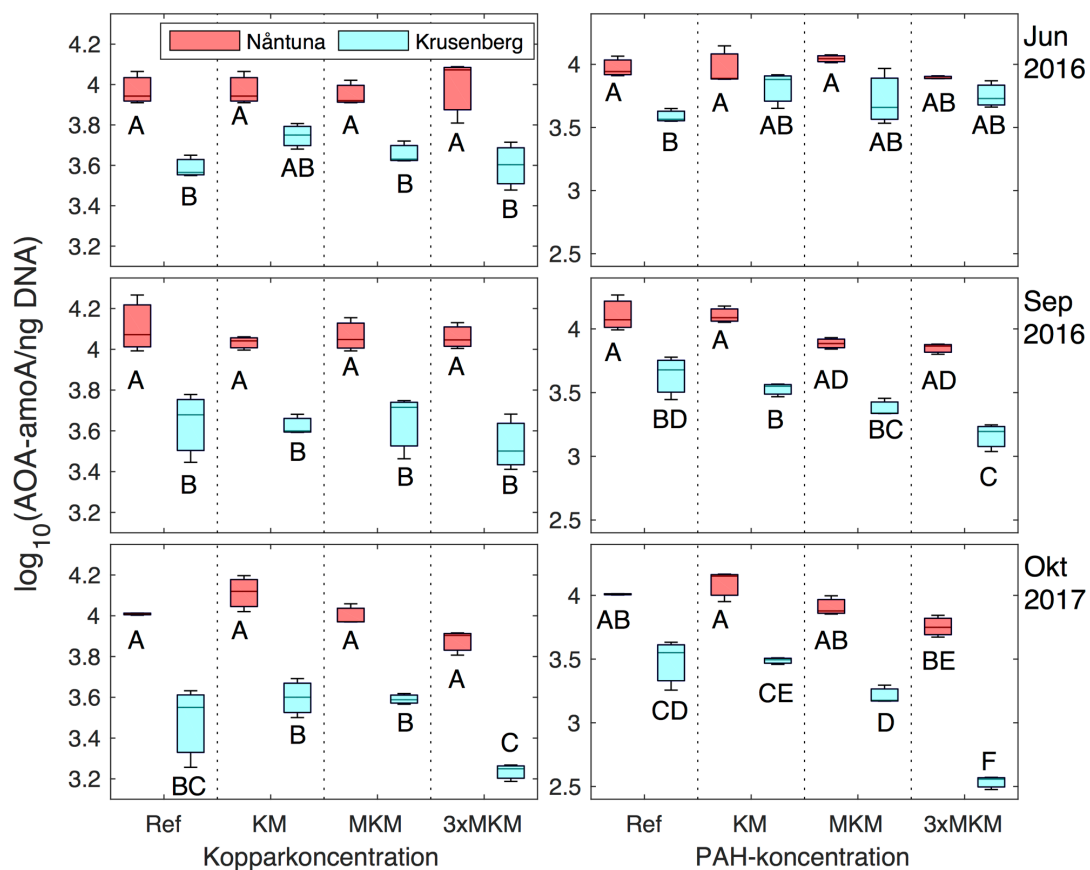 Nåntuna
Krusenberg
log10(AOA-amoA/ng DNA)
4.2
4
3.8
3.6
3.4
3.2
A
B
A
AB
A
B
A
B
4
3.5
3
2.5
A
B
A
AB
A
AB
AB
AB
Jun
2016
4.2
4
3.8
3.6
3.4
3.2
A
B
A
B
A
B
A
B
4
3.5
3
2.5
A
BD
A
B
AD
BC
AD
C
Sep
2016
4.2
4
3.8
3.6
3.4
3.2
A
BC
A
B
A
B
A
C
4
3.5
3
2.5
AB
CD
A
CE
AB
D
BE
F
Okt
2017
Ref KM MKM 3xMKM
Kopparkoncentration
Ref KM MKM 3xMKM
PAH-koncentration